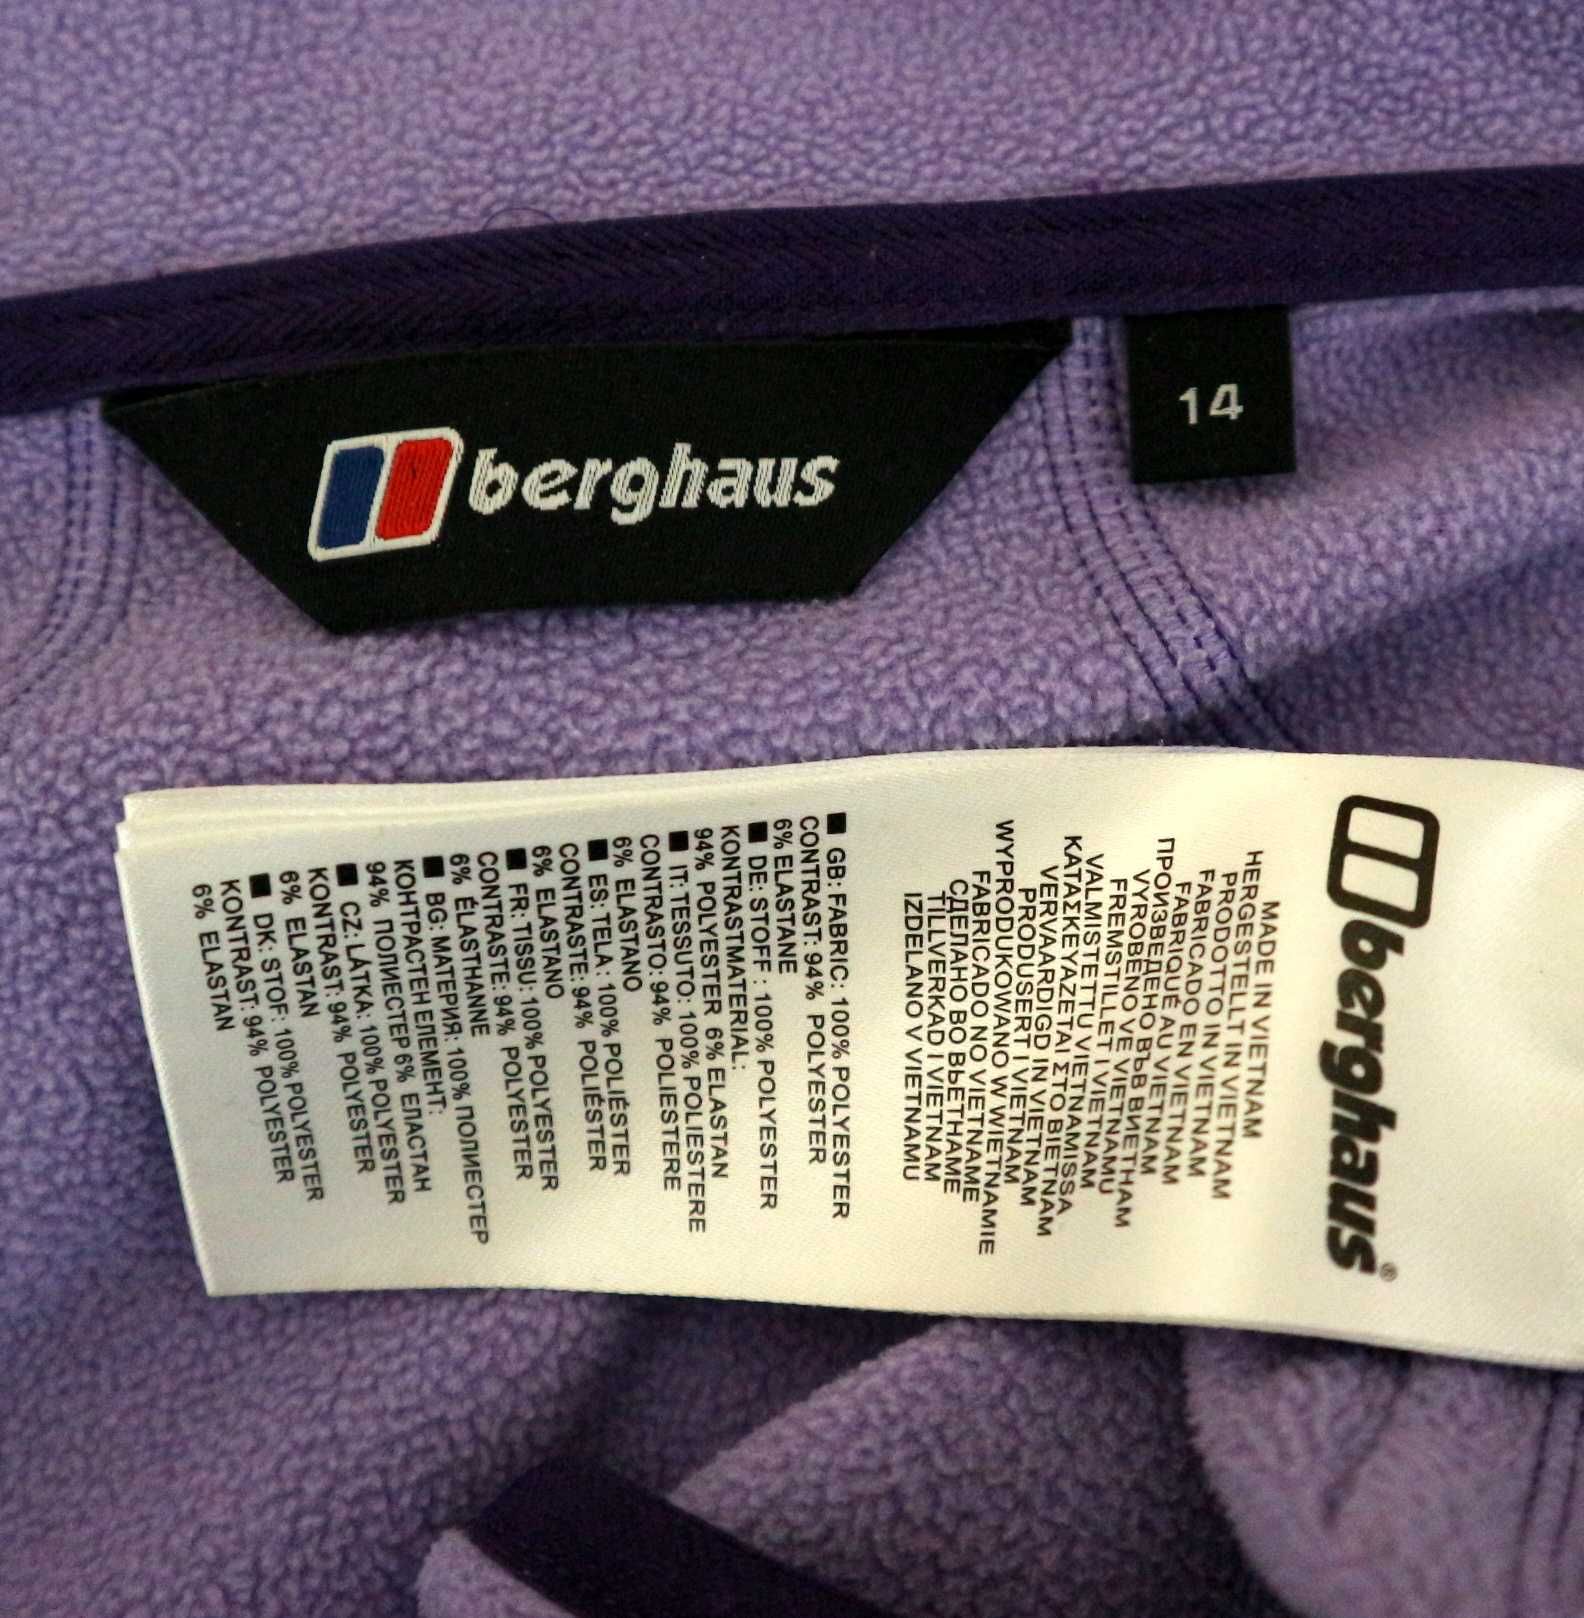 berghaus
14
berghaus®
MADE IN VIETNAM
HERGESTELLT IN VIETNAM
PRODOTTO IN VIETNAM
FABRICADO EN VIETNAM
FABRIQUÉ AU VIETNAM
ПРОИЗВЕДЕНО ВЪВ ВИЕТНАМ
VYROBENO VE VIETNAMU
FREMSTILLET I VIETNAM
VALMISTETTU VIETNAMISSA
ΚΑΤΑΣΚΕΥΑΖΕΤΑΙ ΣΤΟ ΒΙΕΤΝΑΜ
VERVAARDIGD IN VIETNAM
PRODUSERT I VIETNAM
WYPRODUKOWANO W WIETNAMIE
FABRICADO NO VIETNAME
СДЕЛАНО ВО ВЬЕТНАМЕ
TILLVERKAD I VIETNAM
IZDELANO V VIETNAMU
■ GB: FABRIC: 100% POLYESTER
CONTRAST: 94% POLYESTER
6% ELASTANE
■ DE: STOFF : 100% POLYESTER
KONTRASTMATERIAL:
94% POLYESTER 6% ELASTAN
■ IT: TESSUTO: 100% POLIESTERE
CONTRASTO: 94% POLIESTERE
6% ELASTANO
■ ES: TELA : 100% POLIÉSTER
CONTRASTE: 94% POLIÉSTER
6% ELASTANO
■ FR: TISSU: 100% POLYESTER
CONTRASTE: 94% POLYESTER
6% ÉLASTHANNE
■ BG: МАТЕРИЯ: 100% ПОЛИЕСТЕР
КОНТРАСТЕН ЕЛЕМЕНТ:
94% ПОЛИЕСТЕР 6% ЕЛАСТАН
■ CZ: LÁTKA: 100% POLYESTER
KONTRAST: 94% POLYESTER
6% ELASTAN
■ DK: STOF: 100% POLYESTER
KONTRAST: 94% POLYESTER
6% ELASTAN